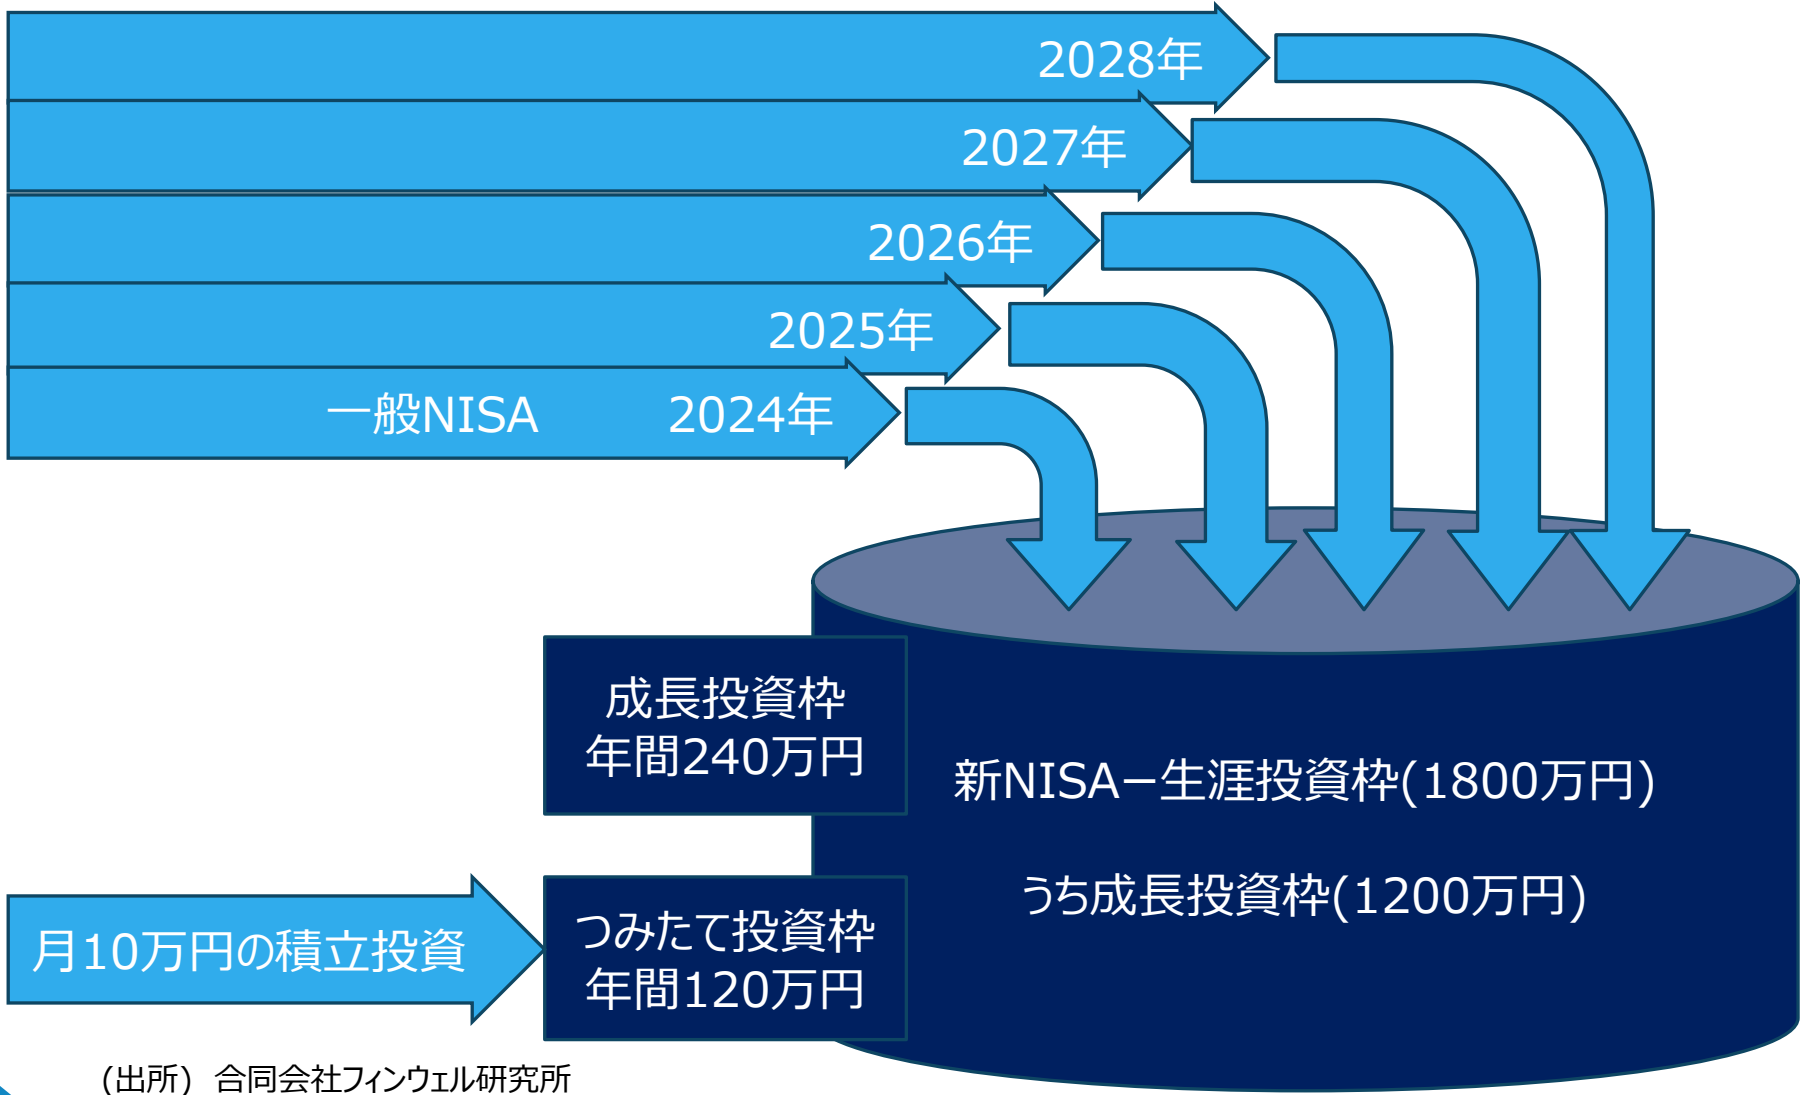 2028年
2027年
2026年
2025年
一般NISA 2024年
成長投資枠
年間240万円
新NISAー生涯投資枠(1800万円)
うち成長投資枠(1200万円)
月10万円の積立投資
つみたて投資枠
年間120万円
(出所) 合同会社フィンウェル研究所